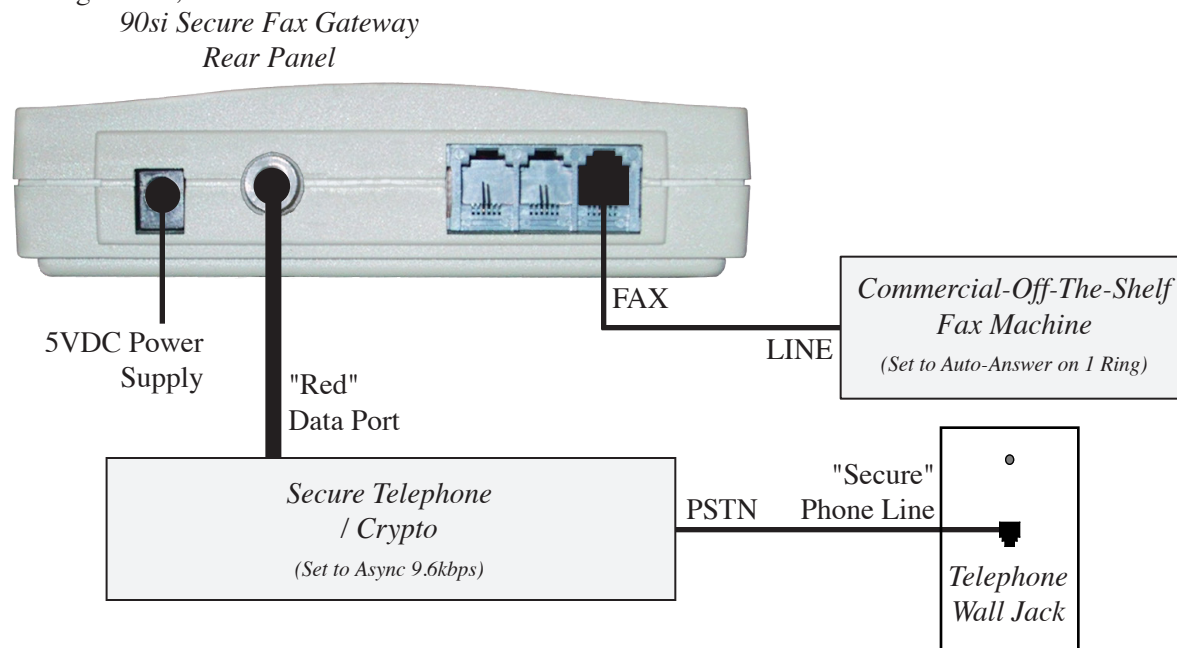 90si Secure Fax Gateway
Rear Panel
FAX
LINE
Commercial-Off-The-Shelf
Fax Machine
(Set to Auto-Answer on 1 Ring)
5VDC Power
Supply
"Red"
Data Port
Secure Telephone
/ Crypto
(Set to Async 9.6kbps)
PSTN
"Secure"
Phone Line
Telephone
Wall Jack